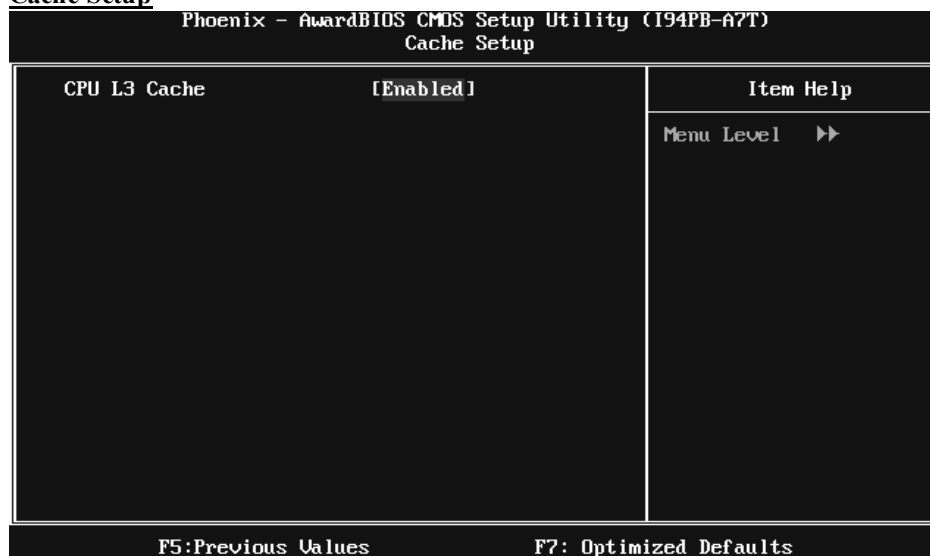 Cache Setup
Phoenix - AwardBIOS CMOS Setup Utility (I94PB-A7T)
Cache Setup
CPU L3 Cache [Enabled]
Item Help
Menu Level ►►
F5:Previous Values F7: Optimized Defaults